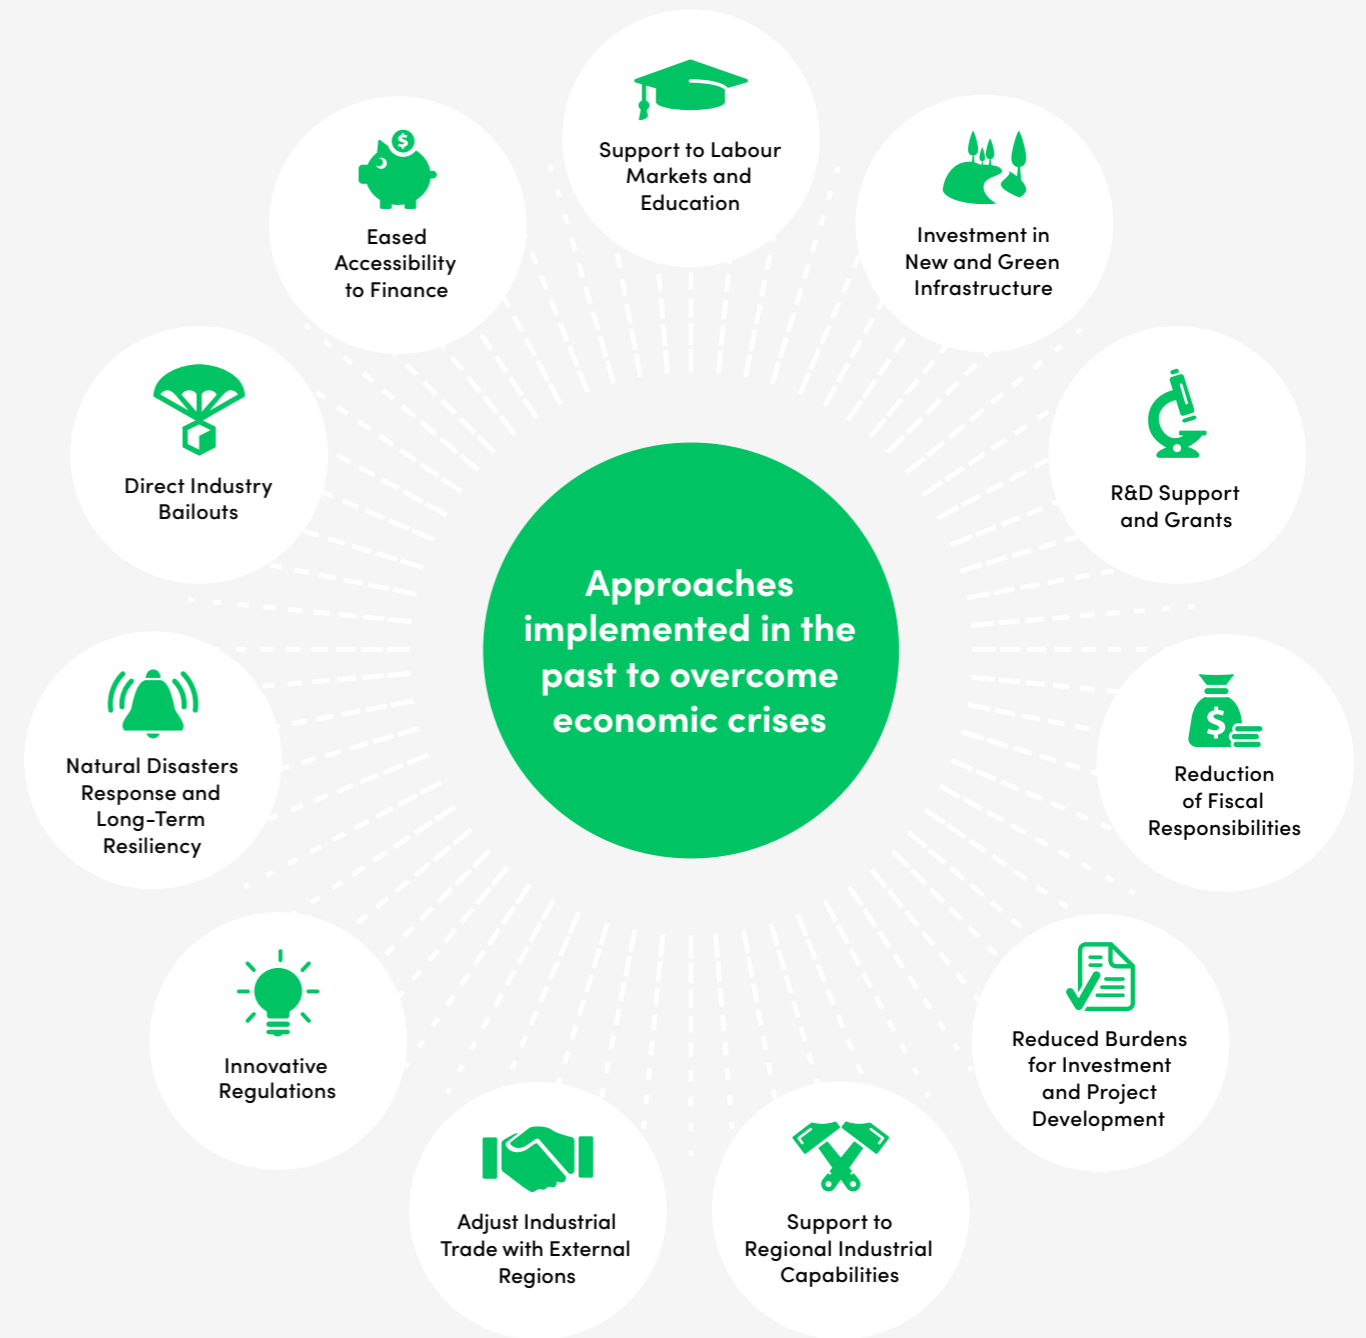 Support to Labour
Markets and
Education
Investment in
New and Green
Infrastructure
R&D Support
and Grants
$
Reduction
of Fiscal
Responsibilities
Reduced Burdens
for Investment
and Project
Development
Support to
Regional Industrial
Capabilities
Adjust Industrial
Trade with External
Regions
Innovative
Regulations
Natural Disasters
Response and
Long-Term
Resiliency
Direct Industry
Bailouts
$
Eased
Accessibility
to Finance
Approaches
implemented in the
past to overcome
economic crises